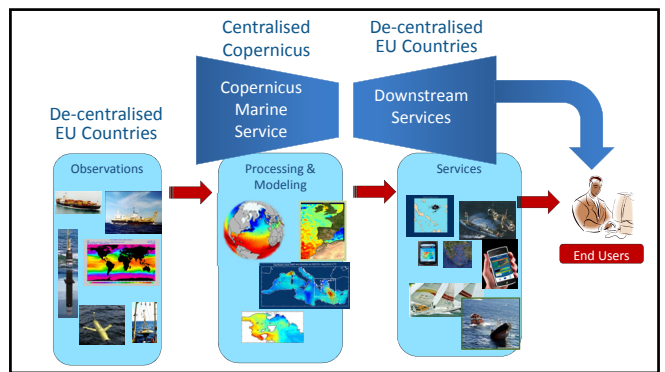 Centralised
Copernicus
De-centralised
EU Countries
Copernicus
Marine
Service
Downstream
Services
De-centralised
EU Countries
Observations
Processing &
Modeling
Services
End Users